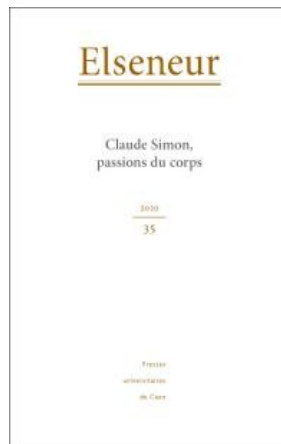 Elseneur
Claude Simon,
passions du corps
2020
35
Presses
universitaires
de Caen